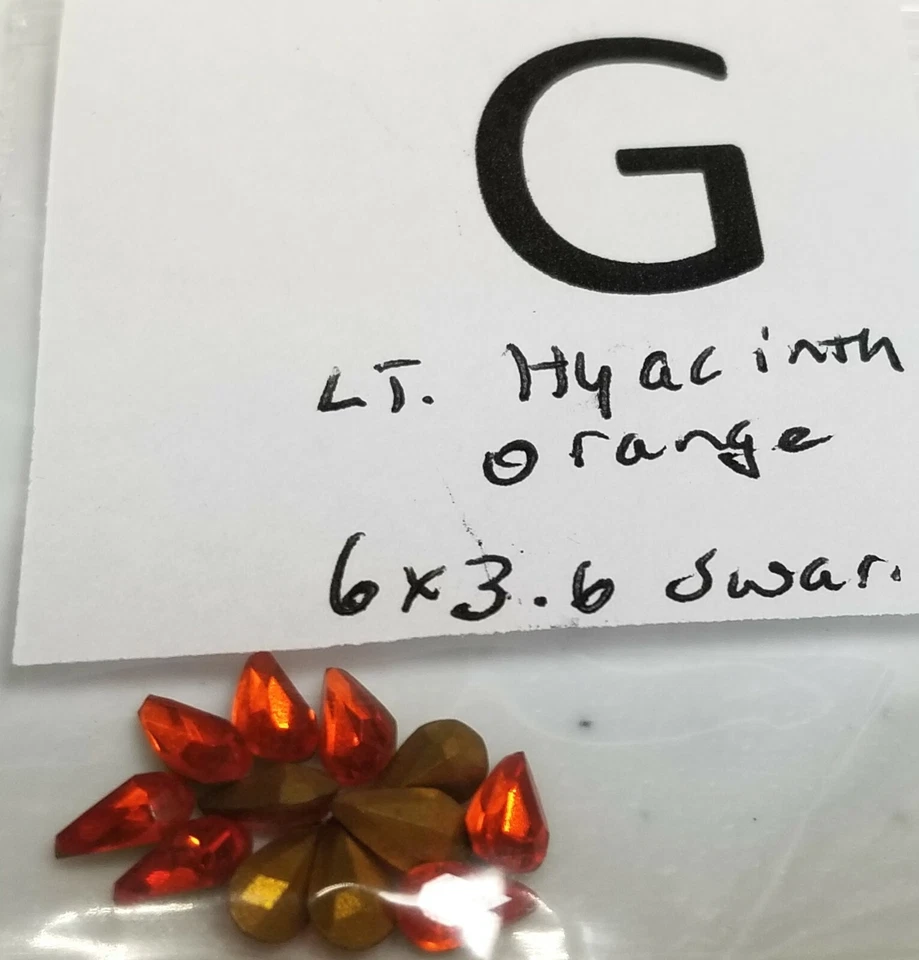 G
LT. Hyacinth
orange
6x3.6 Swar.